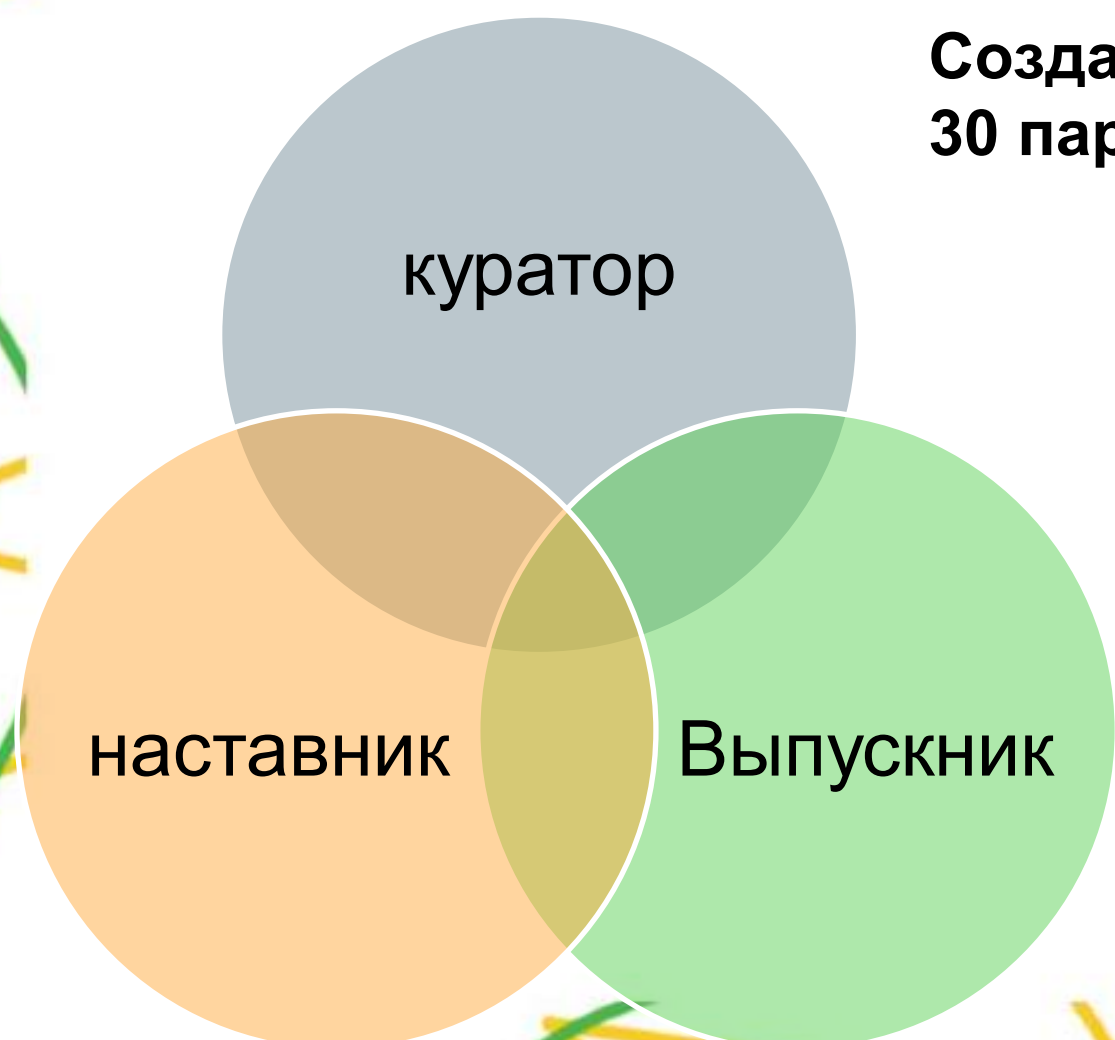 Созда
30 пар
куратор
наставник
Выпускник